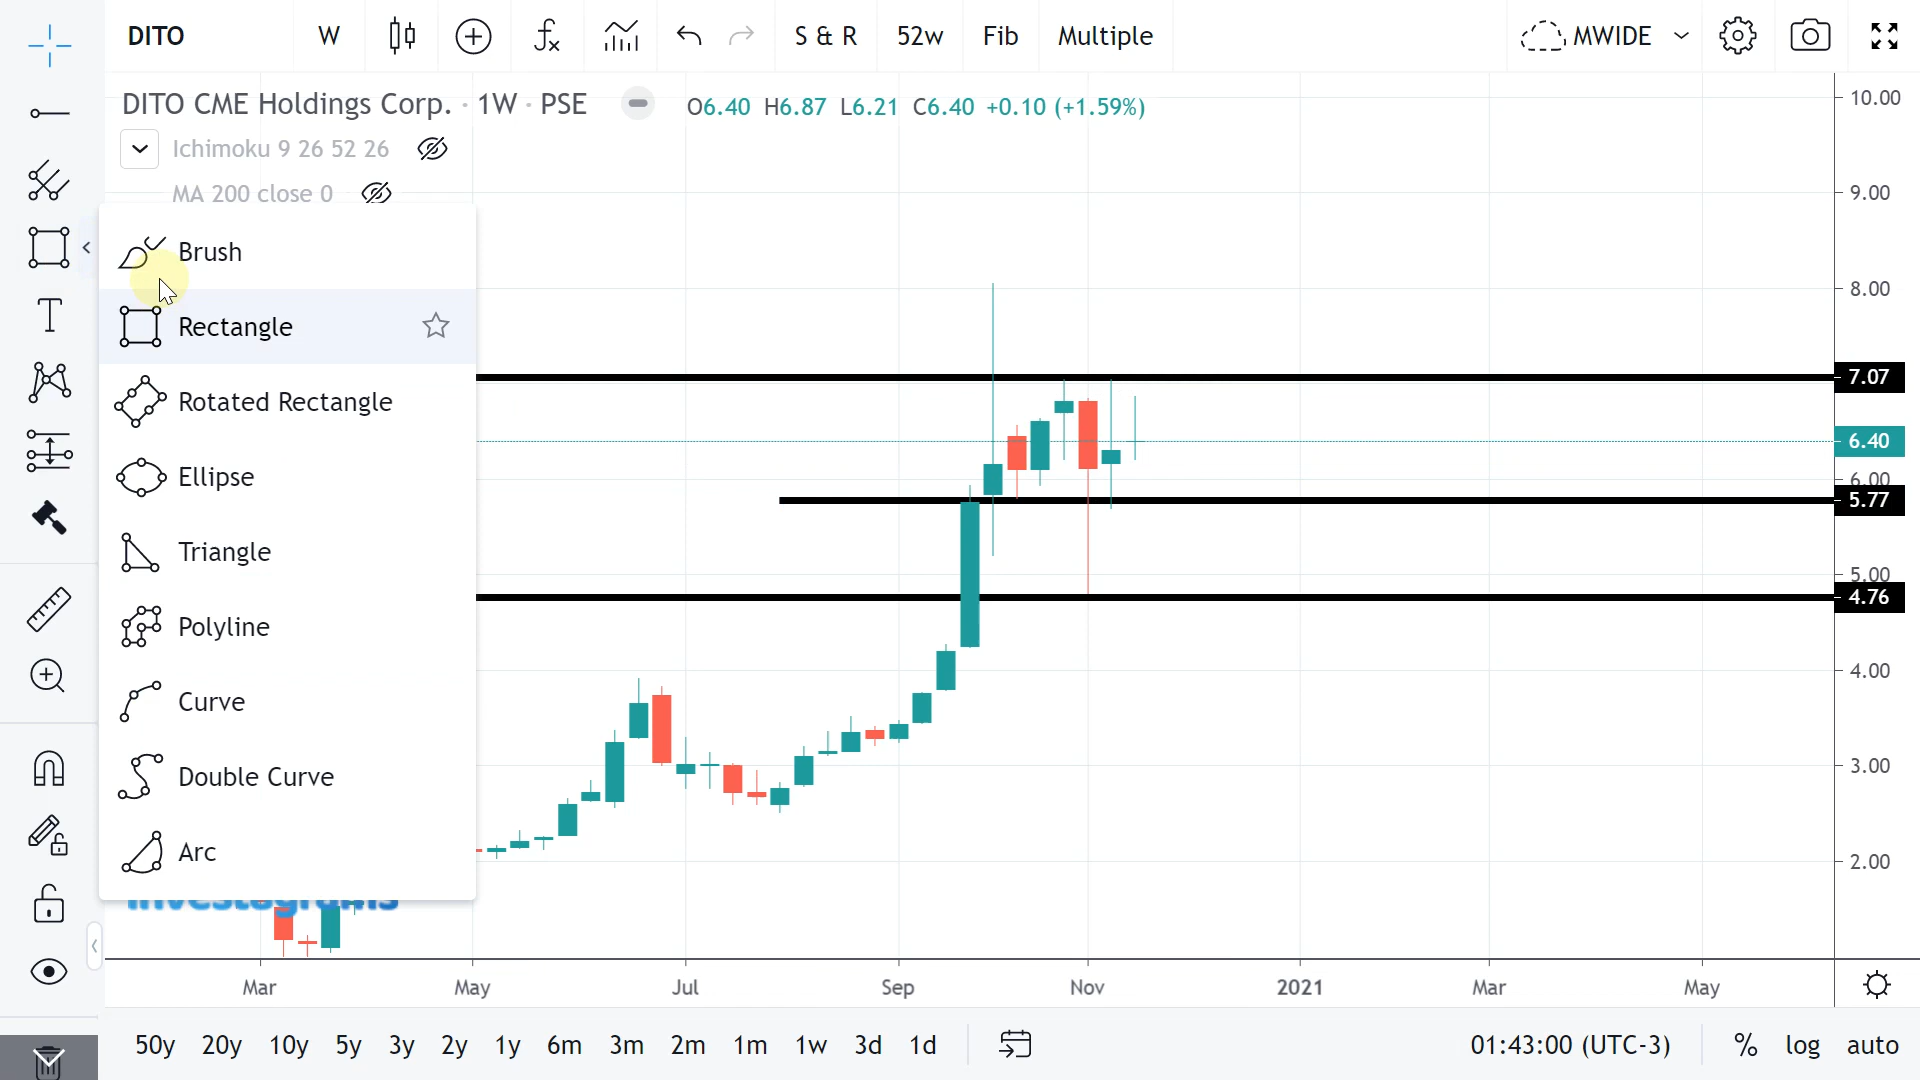 DITO W S & R 52w Fib Multiple MWIDE
DITO CME Holdings Corp. · 1W · PSE O6.40 H6.87 L6.21 C6.40 +0.10 (+1.59%)
Ichimoku 9 26 52 26
MA 200 close 0
Brush
Rectangle
Rotated Rectangle
Ellipse
Triangle
Polyline
Curve
Double Curve
Arc
10.00
9.00
8.00
7.07
6.40
6.00
5.77
5.00
4.76
4.00
3.00
2.00
investagrams
Mar May Jul Sep Nov 2021 Mar May
50y 20y 10y 5y 3y 2y 1y 6m 3m 2m 1m 1w 3d 1d 01:43:00 (UTC-3) % log auto